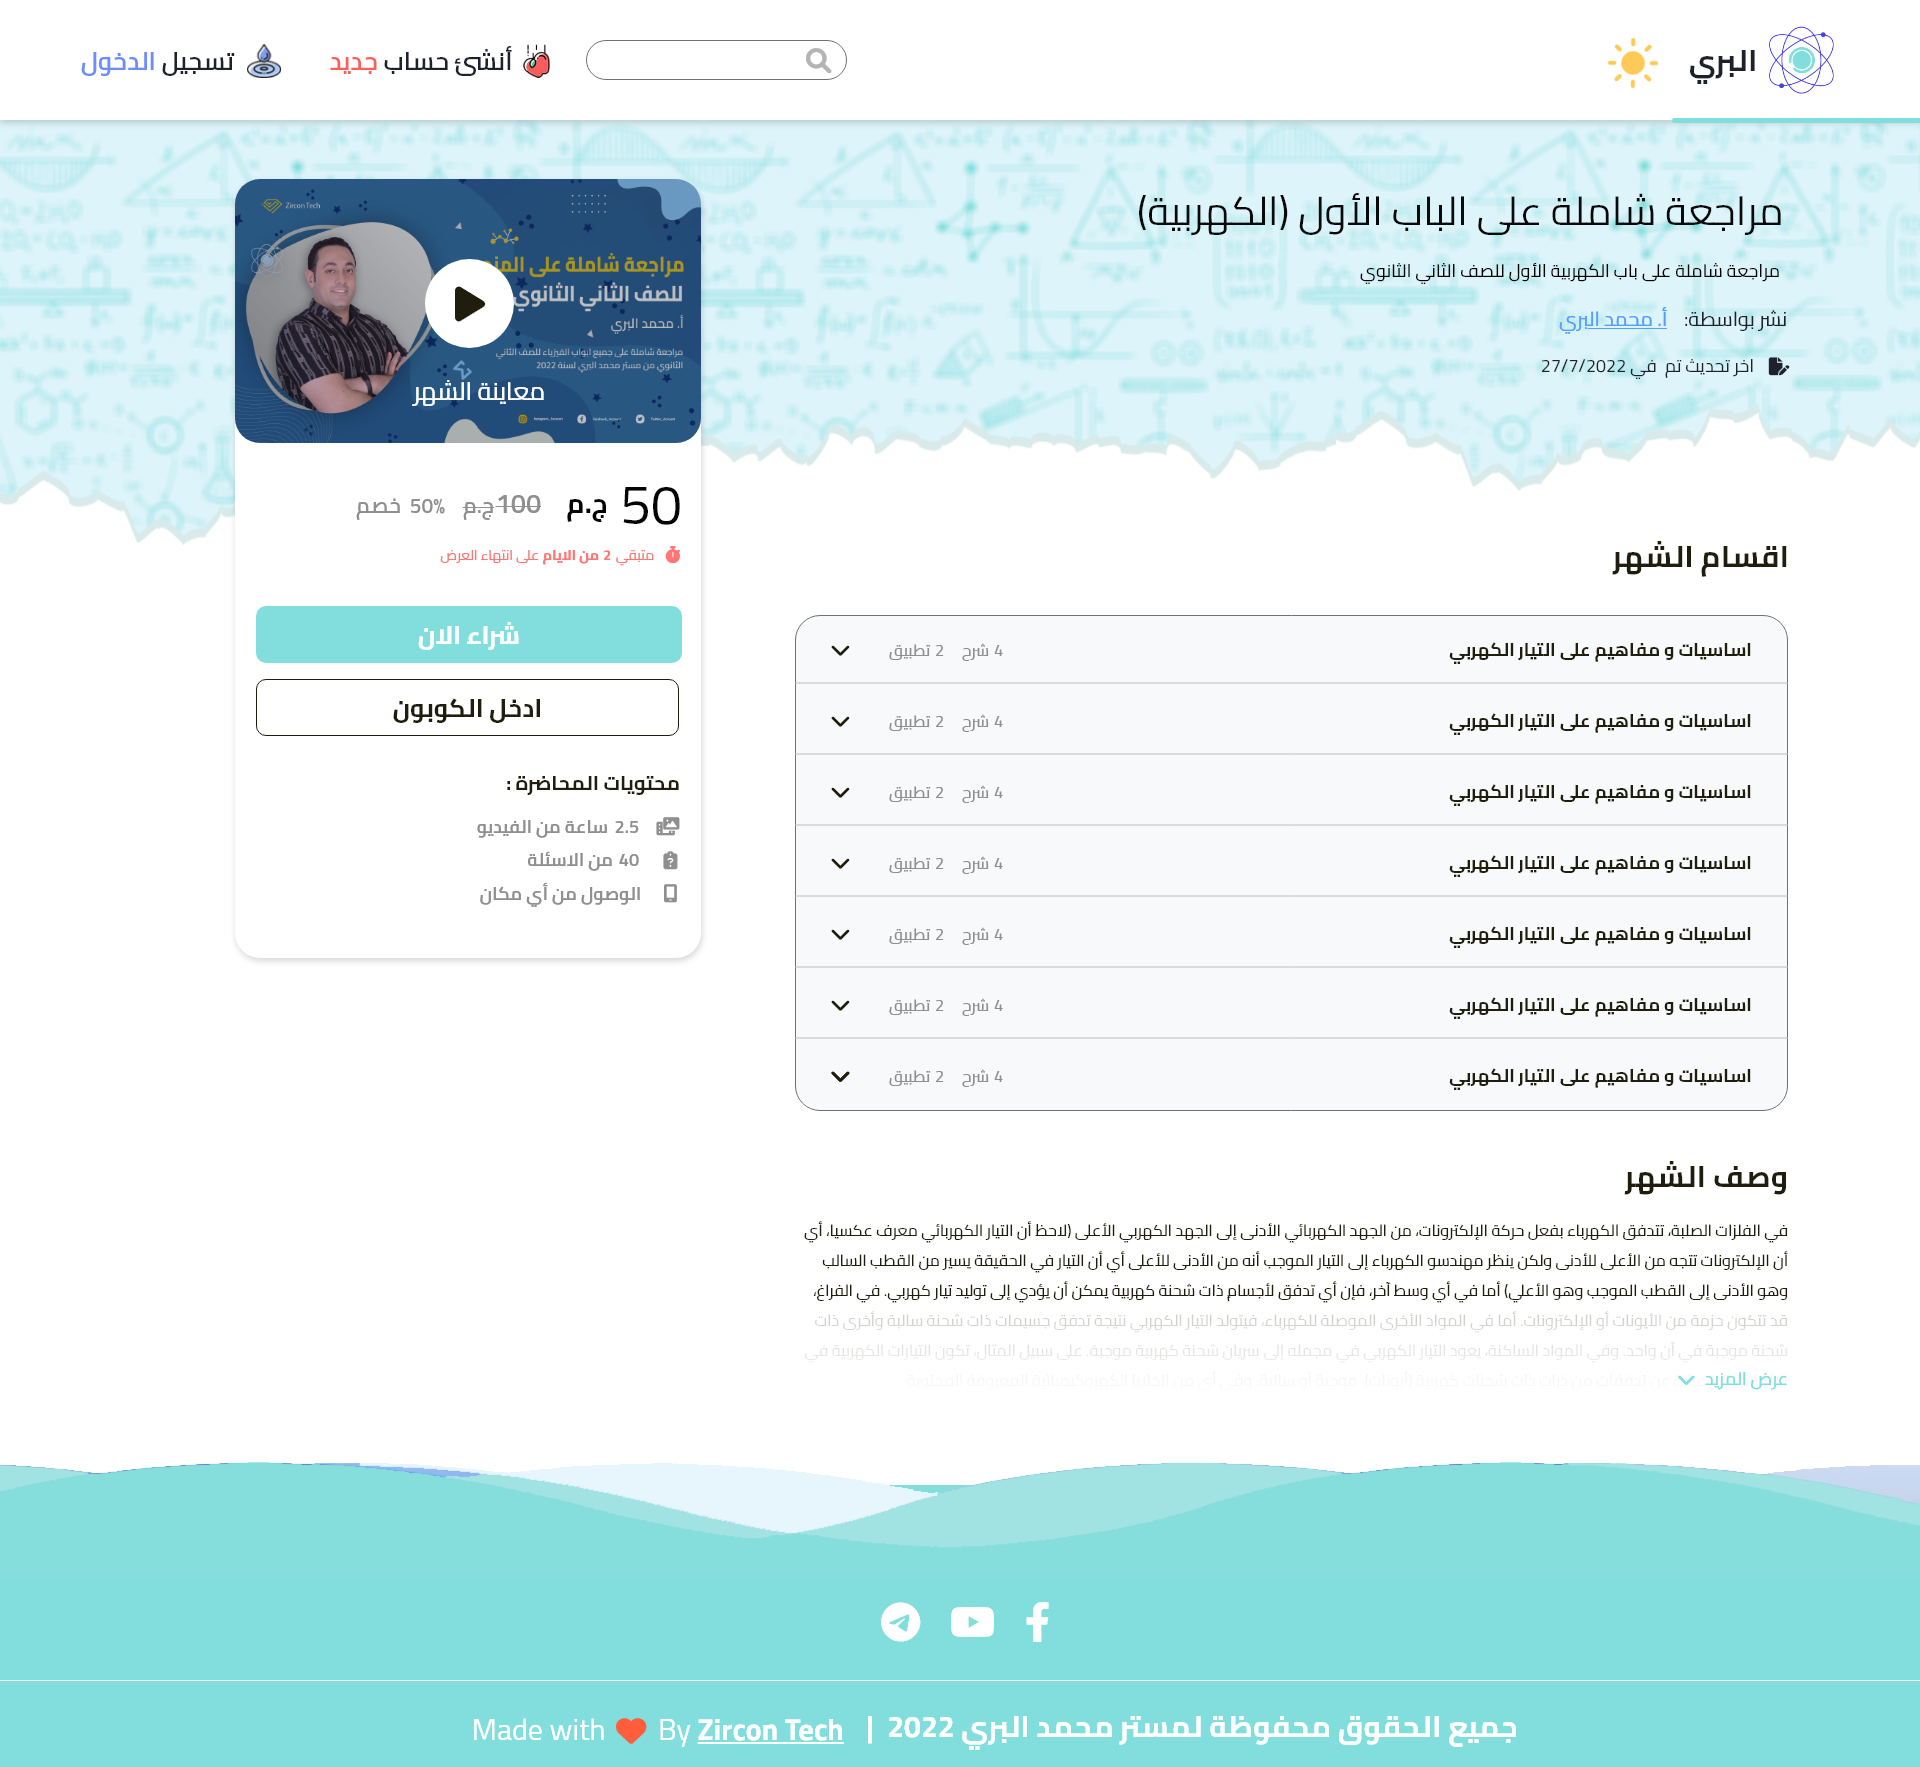 البري
أنشئ حساب جديد
تسجيل الدخول
مراجعة شاملة على الباب الأول (الكهربية)
مراجعة شاملة على باب الكهربية الأول للصف الثاني الثانوي
نشر بواسطة: أ. محمد البري
اخر تحديث تم في 27/7/2022
Zircon Tech
مراجعة شاملة على
للصف الثاني الثانوي
أ. محمد البري
مراجعة شاملة على جميع ابواب الفيزياء للصف الثاني
الثانوي من مستر محمد البري لسنة 2022
معاينة الشهر
50 ج.م 100ج.م 50% خصم
متبقي 2 من الايام على انتهاء العرض
شراء الان
ادخل الكوبون
محتويات المحاضرة :
2.5 ساعة من الفيديو
40 من الاسئلة
الوصول من أي مكان
اقسام الشهر
اساسيات و مفاهيم على التيار الكهربي 4 شرح 2 تطبيق
اساسيات و مفاهيم على التيار الكهربي 4 شرح 2 تطبيق
اساسيات و مفاهيم على التيار الكهربي 4 شرح 2 تطبيق
اساسيات و مفاهيم على التيار الكهربي 4 شرح 2 تطبيق
اساسيات و مفاهيم على التيار الكهربي 4 شرح 2 تطبيق
اساسيات و مفاهيم على التيار الكهربي 4 شرح 2 تطبيق
اساسيات و مفاهيم على التيار الكهربي 4 شرح 2 تطبيق
وصف الشهر
في الفلزات الصلبة، تتدفق الكهرباء بفعل حركة الإلكترونات، من الجهد الكهربائي الأدنى إلى الجهد الكهربي الأعلى (لاحظ أن التيار الكهربائي معرف عكسيا، أي
أن الإلكترونات تتجه من الأعلى للأدنى ولكن ينظر مهندسو الكهرباء إلى التيار الموجب أنه من الأدنى للأعلى أي أن التيار في الحقيقة يسير من القطب السالب
وهو الأدنى إلى القطب الموجب وهو الأعلي) أما في أي وسط آخر، فإن أي تدفق لأجسام ذات شحنة كهربية يمكن أن يؤدي إلى توليد تيار كهربي. في الفراغ،
قد تتكون حزمة من الأيونات أو الإلكترونات. أما في المواد الأخرى الموصلة للكهرباء، فيتولد التيار الكهربي نتيجة تدفق جسيمات ذات شحنة سالبة وأخرى ذات
شحنة موجبة في آن واحد. وفي المواد الساكنة، يعود التيار الكهربي في مجمله إلى سريان شحنة كهربية موجبة. على سبيل المثال، تكون التيارات الكهربية في
عرض المزيد
جميع الحقوق محفوظة لمستر محمد البري 2022 | Made with By Zircon Tech